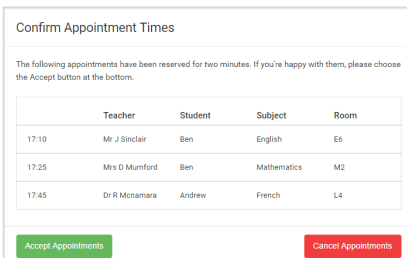 Confirm Appointment Times
The following appointments have been reserved for two minutes. If you're happy with them, please choose
the Accept button at the bottom.
Teacher Student Subject Room
17:10 Mr J Sinclair Ben English E6
17:25 Mrs D Mumford Ben Mathematics M2
17:45 Dr R Mcnamara Andrew French L4
Accept Appointments Cancel Appointments